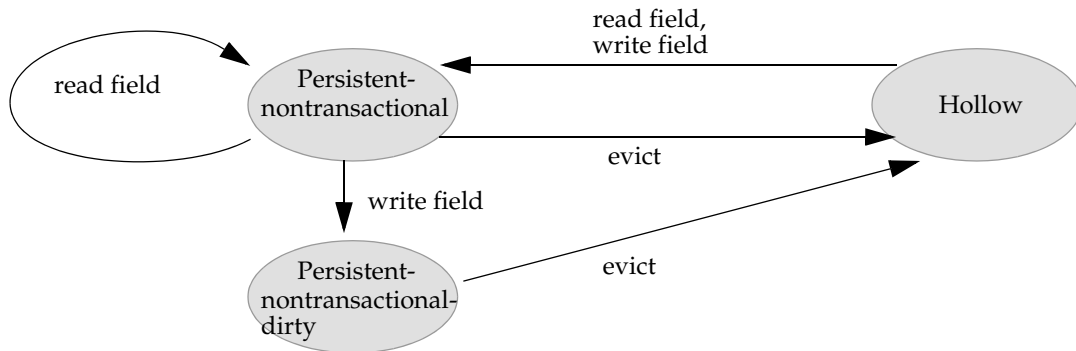 read field,
write field
read field
Persistent-
nontransactional
Hollow
evict
write field
Persistent-
nontransactional-
dirty
evict